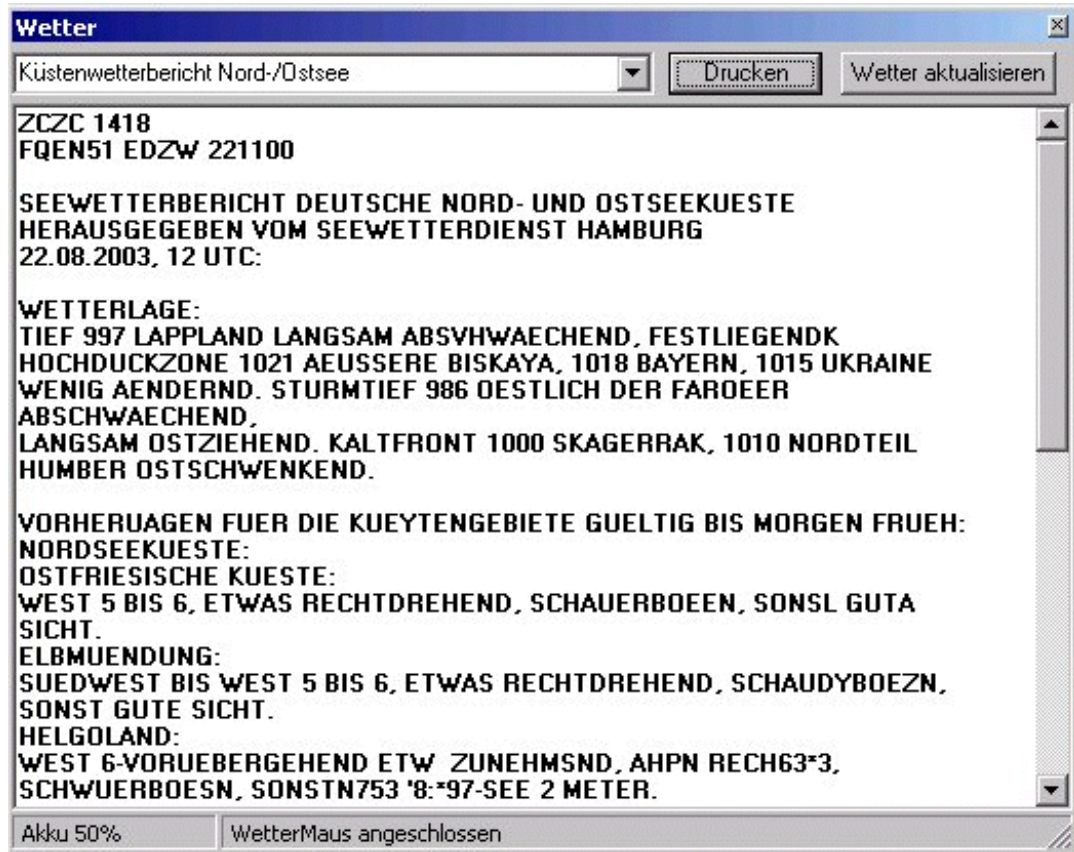 Wetter
Küstenwetterbericht Nord-/Ostsee
Drucken
Wetter aktualisieren
ZCZC 1418
FQEN51 EDZW 221100
SEEWETTERBERICHT DEUTSCHE NORD- UND OSTSEEKUESTE
HERAUSGEGEBEN VOM SEEWETTERDIENST HAMBURG
22.08.2003, 12 UTC:
WETTERLAGE:
TIEF 997 LAPPLAND LANGSAM ABSVHWAECHEND, FESTLIEGENDK
HOCHDUCKZONE 1021 AEUSSERE BISKAYA, 1018 BAYERN, 1015 UKRAINE
WENIG AENDERND. STURMTIEF 986 OESTLICH DER FAROEER
ABSCHWAECHEND,
LANGSAM OSTZIEHEND. KALTFRONT 1000 SKAGERRAK, 1010 NORDTEIL
HUMBER OSTSCHWENKEND.
VORHERUAGEN FUER DIE KUEYTENGEBIETE GUELTIG BIS MORGEN FRUEH:
NORDSEEKUESTE:
OSTFRIESISCHE KUESTE:
WEST 5 BIS 6, ETWAS RECHTDREHEND, SCHAUERBOEEN, SONSL GUTA
SICHT.
ELBMUENDUNG:
SUEDWEST BIS WEST 5 BIS 6, ETWAS RECHTDREHEND, SCHAUDYBOEZN,
SONST GUTE SICHT.
HELGOLAND:
WEST 6-VORUEBERGEHEND ETW  ZUNEHMSND, AHPN RECH63*3,
SCHWUERBOESN, SONSTN753 '8:*97-SEE 2 METER.
Akku 50%
WetterMaus angeschlossen